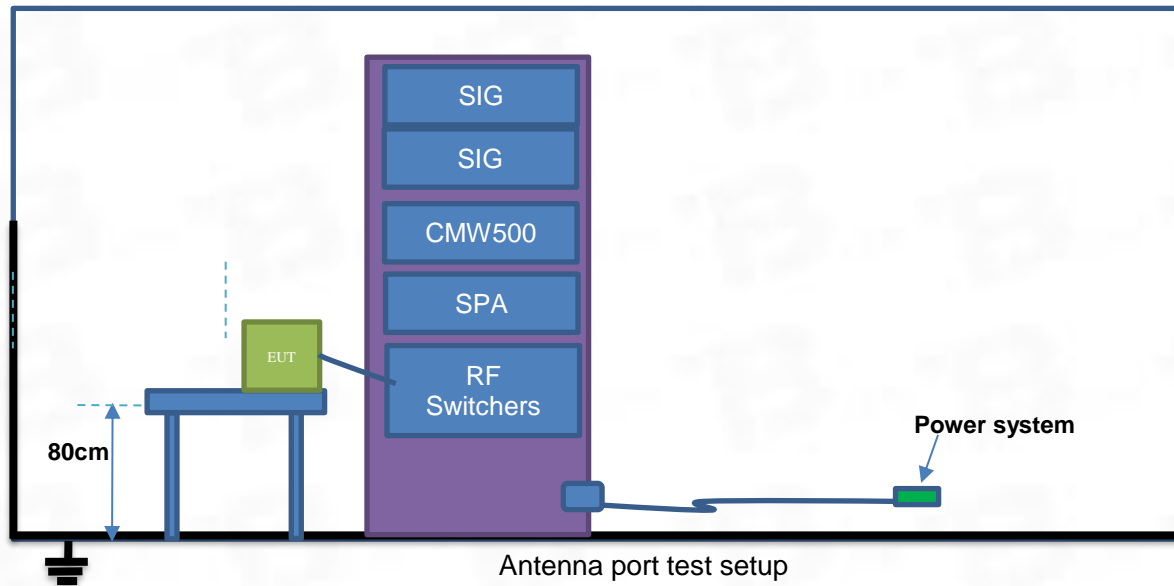 SIG
SIG
CMW500
SPA
EUT
RF
Switchers
80cm
Power system
Antenna port test setup